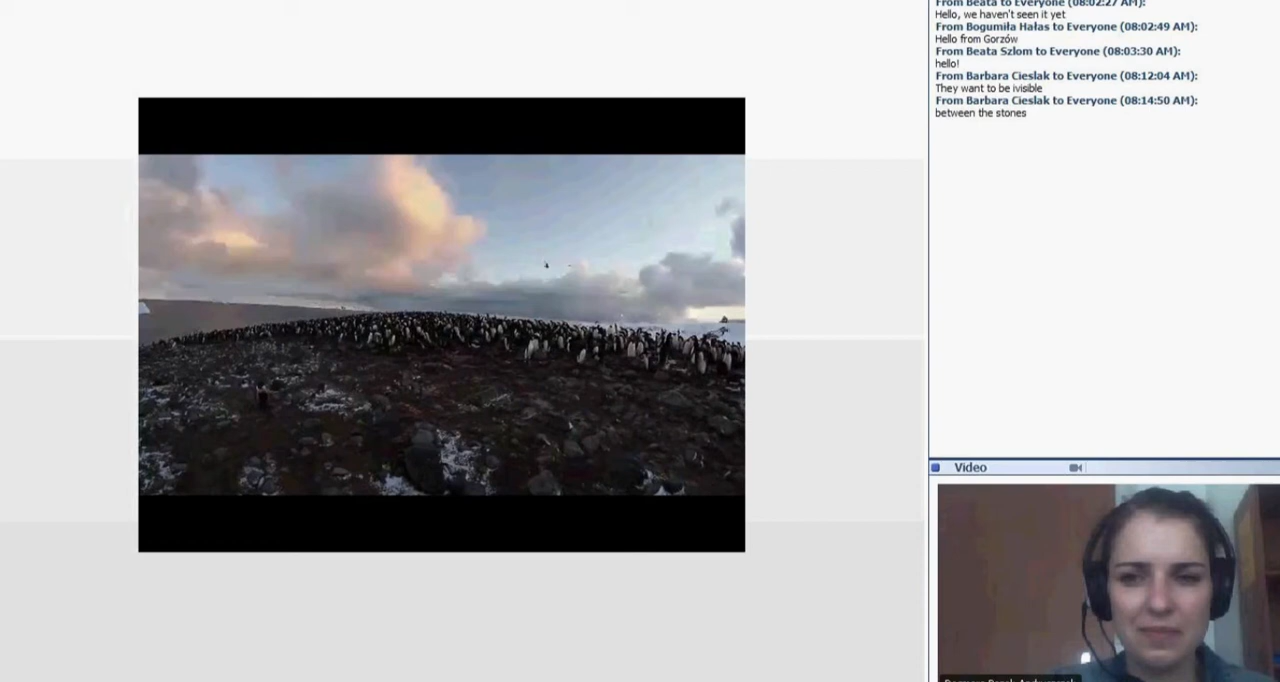 From Beata to Everyone (08:02:27 AM):
Hello, we haven't seen it yet
From Bogumiła Hałas to Everyone (08:02:49 AM):
Hello from Gorzów
From Beata Szlom to Everyone (08:03:30 AM):
hello!
From Barbara Cieslak to Everyone (08:12:04 AM):
They want to be ivisible
From Barbara Cieslak to Everyone (08:14:50 AM):
between the stones
Video